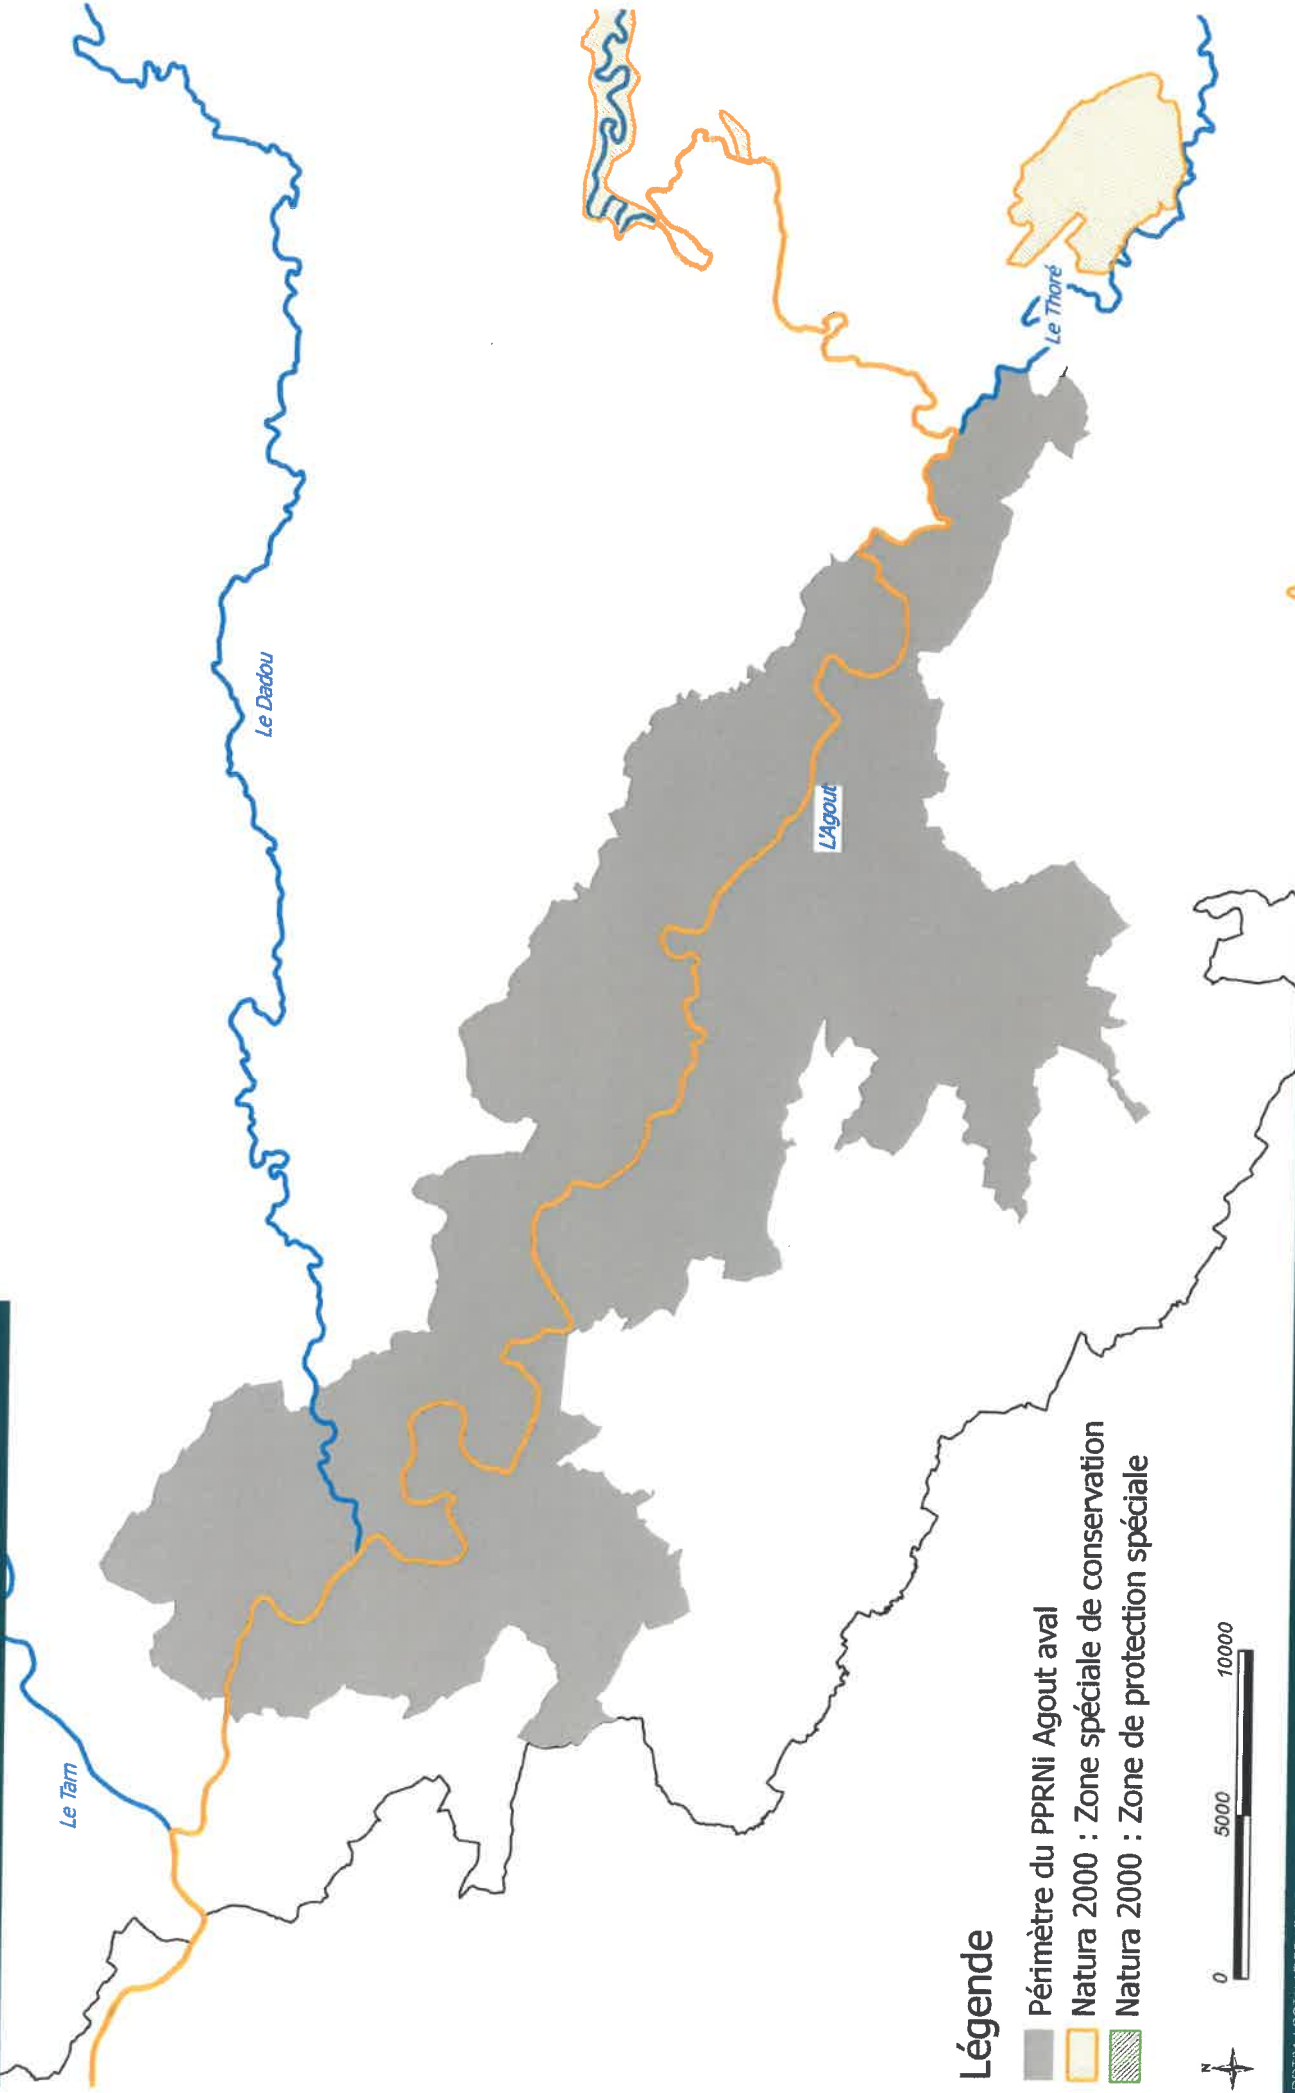 Le Tarn
Le Dadou
L'Agout
Le Thoré
Légende
Périmètre du PPRNi Agout aval
Natura 2000 : Zone spéciale de conservation
Natura 2000 : Zone de protection spéciale
N
0 5000 10000